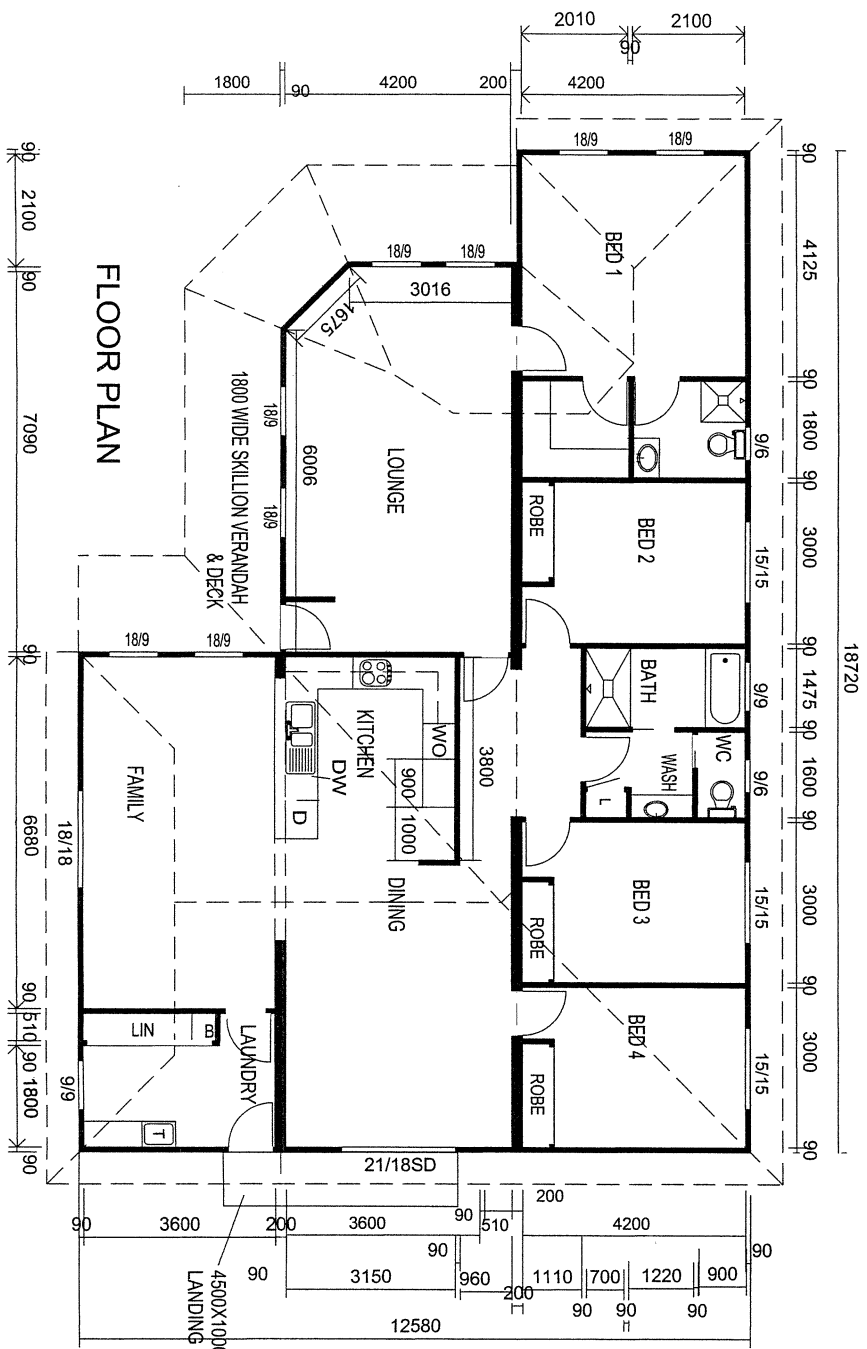 2010
2100
90
1800
90
4200
200
4200
18/9
18/9
90
4125
90
1800
90
3000
90
1475
90
1600
90
3000
90
3000
90
18720
90
2100
90
7090
90
6680
90
510
90
1800
90
FLOOR PLAN
BED 1
18/9
18/9
3016
1675
9/6
1800 WIDE SKILLION VERANDAH
& DECK
18/9
18/9
6006
LOUNGE
ROBE
BED 2
15/15
18/9
18/9
BATH
9/9
KITCHEN
WO
3800
DW
D
900
1000
WASH
WC
L
9/6
FAMILY
18/18
DINING
ROBE
BED 3
15/15
LIN
B
LAUNDRY
9/9
T
ROBE
BED 4
15/15
21/18SD
90
3600
200
3600
90
510
200
4200
90
4500X1000
LANDING
90
3150
90
960
200
1110
90
700
90
1220
90
900
12580